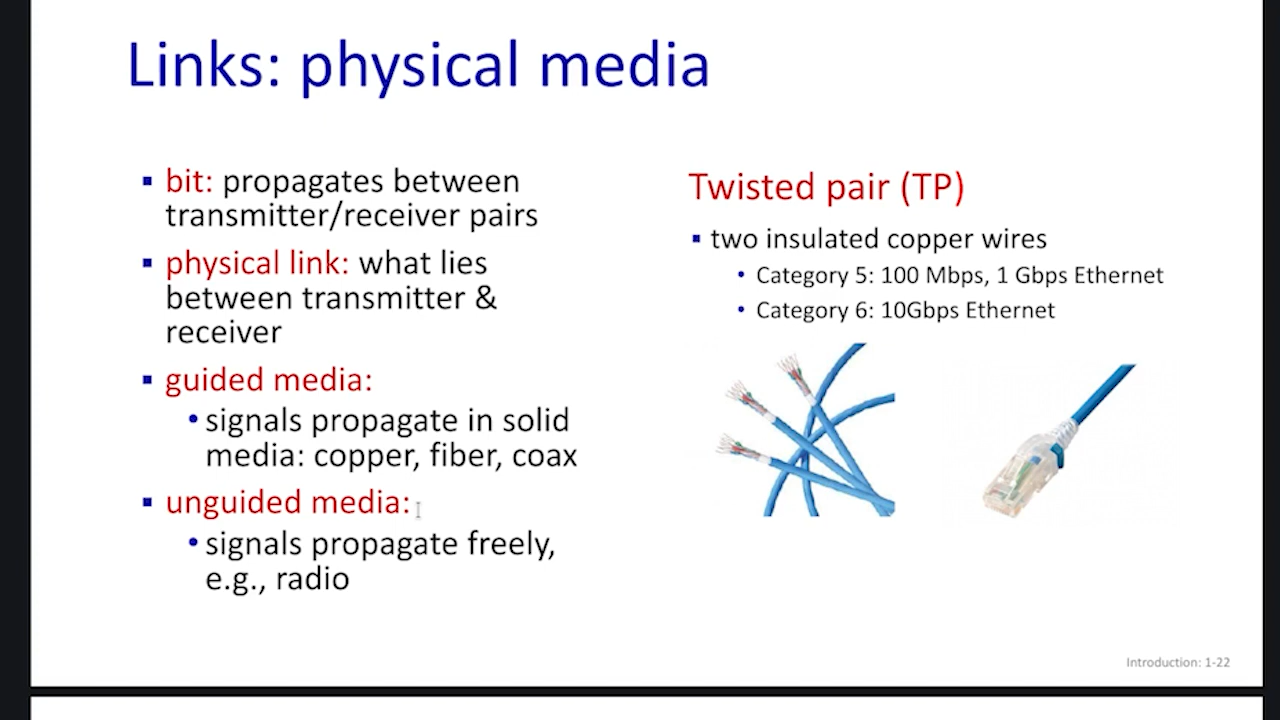 Links: physical media
bit: propagates between
transmitter/receiver pairs
physical link: what lies
between transmitter &
receiver
guided media:
signals propagate in solid
media: copper, fiber, coax
unguided media:
signals propagate freely,
e.g., radio
Twisted pair (TP)
two insulated copper wires
Category 5: 100 Mbps, 1 Gbps Ethernet
Category 6: 10Gbps Ethernet
Introduction: 1-22